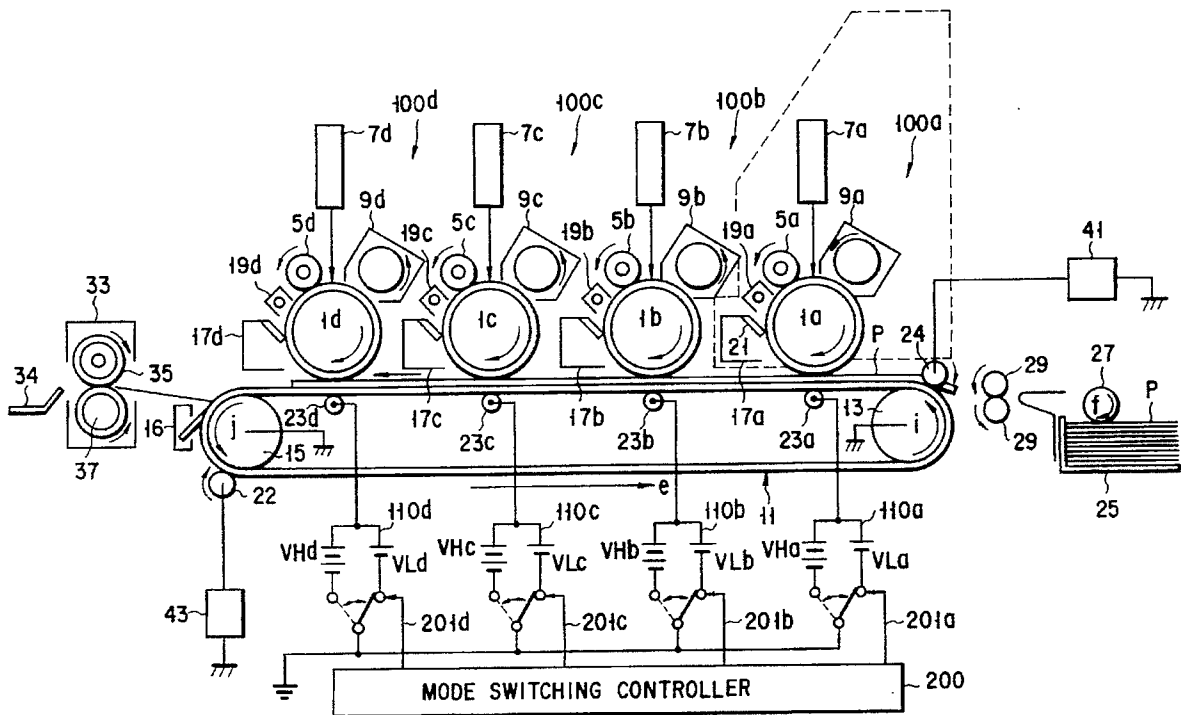 100d 100c 100b 100a
7d 7c 7b 7a
9d 9c 9b 9a
5d 5c 5b 5a
19d 19c 19b 19a
41
33
1d 1c 1b 1a
17d
21
P
24
27
35
29
f
P
34
17c 17b 17a
16
j
23d 23c 23b 23a
13
i
29
37
15
22
e
11
25
110d 110c 110b 110a
VHd VLd VHc VLc VHb VLb VHa VLa
43
201d 201c 201b 201a
MODE SWITCHING CONTROLLER
200